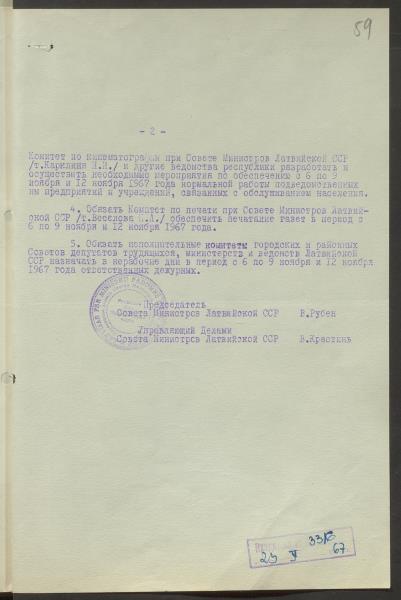 59
- 2 -
Комитет по кинематографии при Совете Министров Латвийской ССР
/т.Карклинь Я.Я./ и другие ведомства республики разработать и
осуществить необходимые мероприятия по обеспечению с 6 по 9
ноября и 12 ноября 1967 года нормальной работы подведомственных
им предприятий и учреждений, связанных с обслуживанием населения.
4. Обязать Комитет по печати при Совете Министров Латвий-
ской ССР /т.Веселова / обеспечить печатание газет в период с
6 по 9 ноября и 12 ноября 1967 года.
5. Обязать исполнительные комитеты городских и районных
Советов депутатов трудящихся, министерств и ведомств Латвийской
ССР назначать в нерабочие дни в период с 6 по 9 ноября и 12 ноября
1967 года ответственных дежурных.
Председатель
Совета Министров Латвийской ССР В.Рубен
Управляющий Делами
Совета Министров Латвийской ССР В.Крастинь
33
23 V 67.